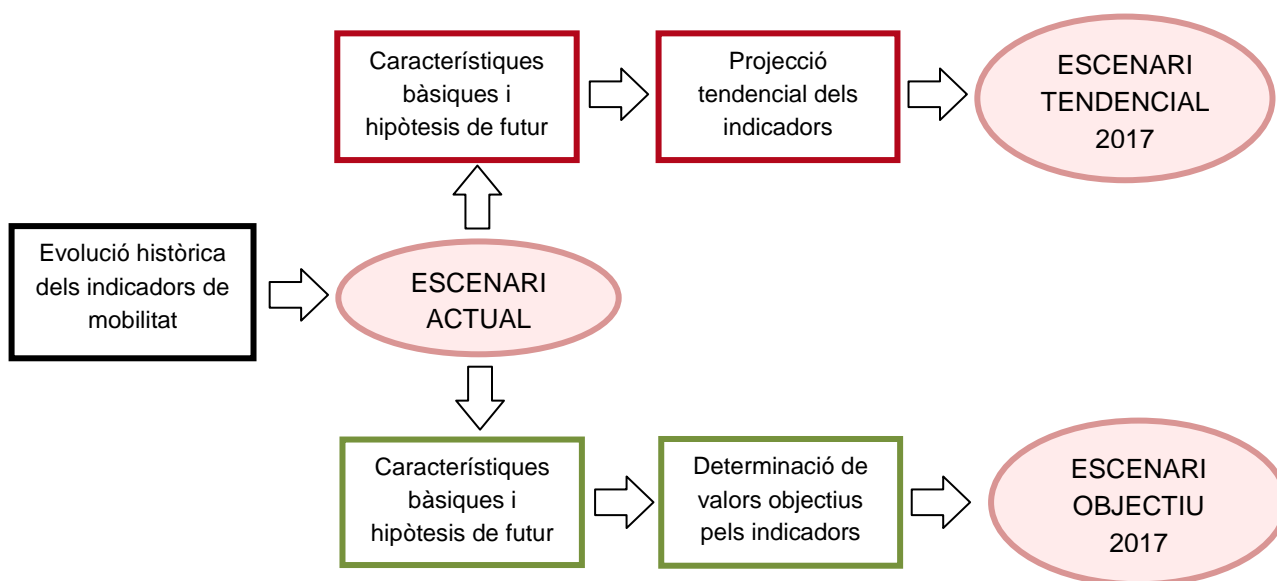 Característiques
bàsiques i
hipòtesis de futur
Projecció
tendencial dels
indicadors
ESCENARI
TENDENCIAL
2017
Evolució històrica
dels indicadors de
mobilitat
ESCENARI
ACTUAL
Característiques
bàsiques i
hipòtesis de futur
Determinació de
valors objectius
pels indicadors
ESCENARI
OBJECTIU
2017